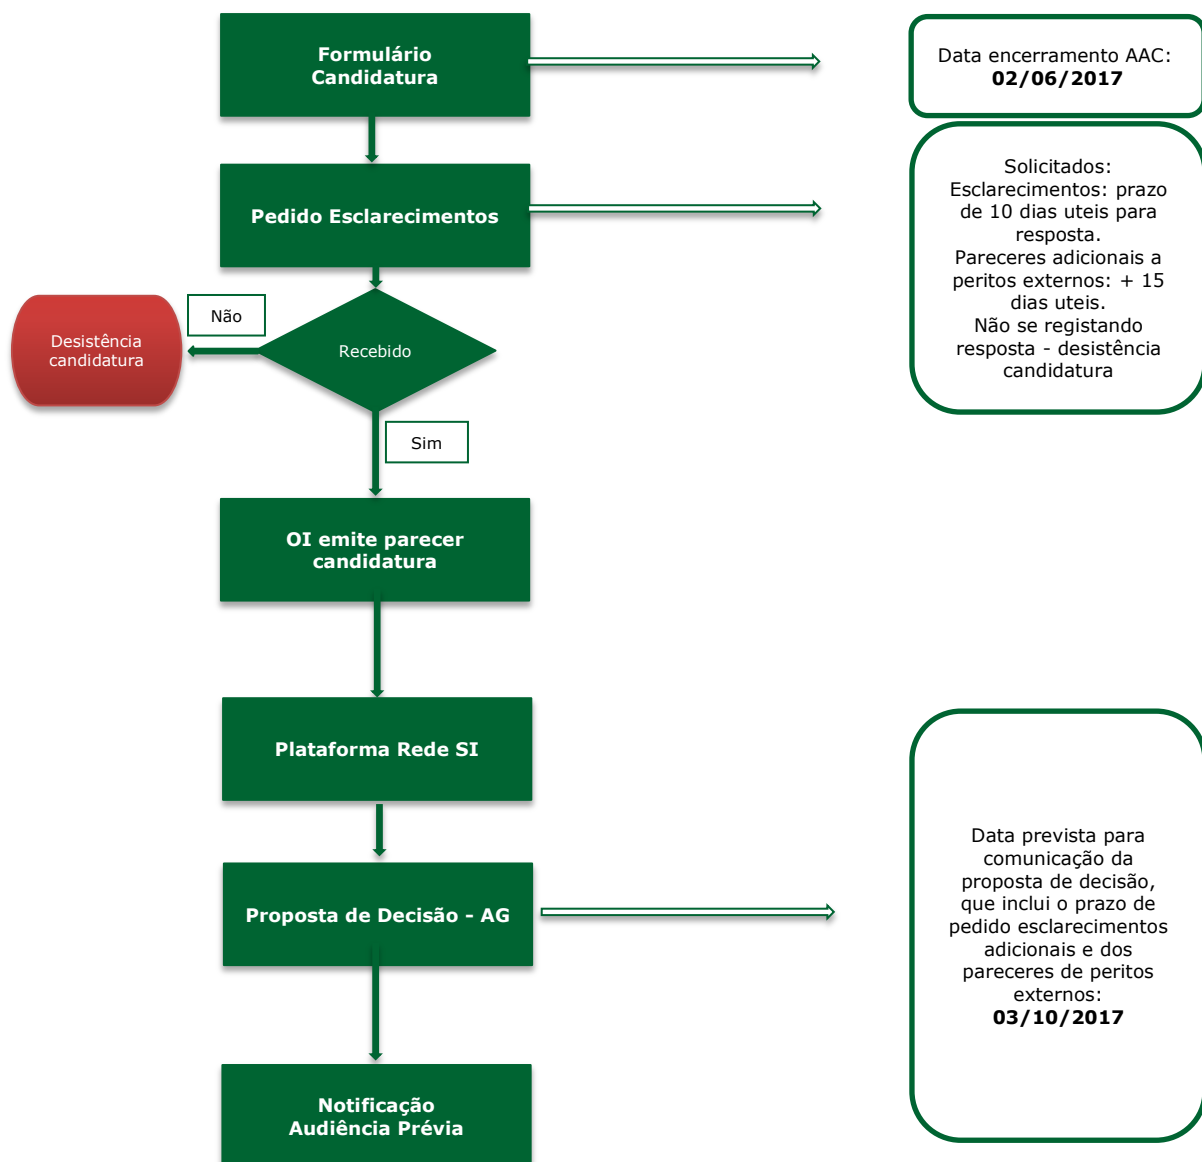 Formulário
Candidatura
Data encerramento AAC:
02/06/2017
Pedido Esclarecimentos
Solicitados:
Esclarecimentos: prazo
de 10 dias uteis para
resposta.
Pareceres adicionais a
peritos externos: + 15
dias uteis.
Não se registando
resposta - desistência
candidatura
Não
Desistência
candidatura
Recebido
Sim
OI emite parecer
candidatura
Plataforma Rede SI
Proposta de Decisão - AG
Data prevista para
comunicação da
proposta de decisão,
que inclui o prazo de
pedido esclarecimentos
adicionais e dos
pareceres de peritos
externos:
03/10/2017
Notificação
Audiência Prévia